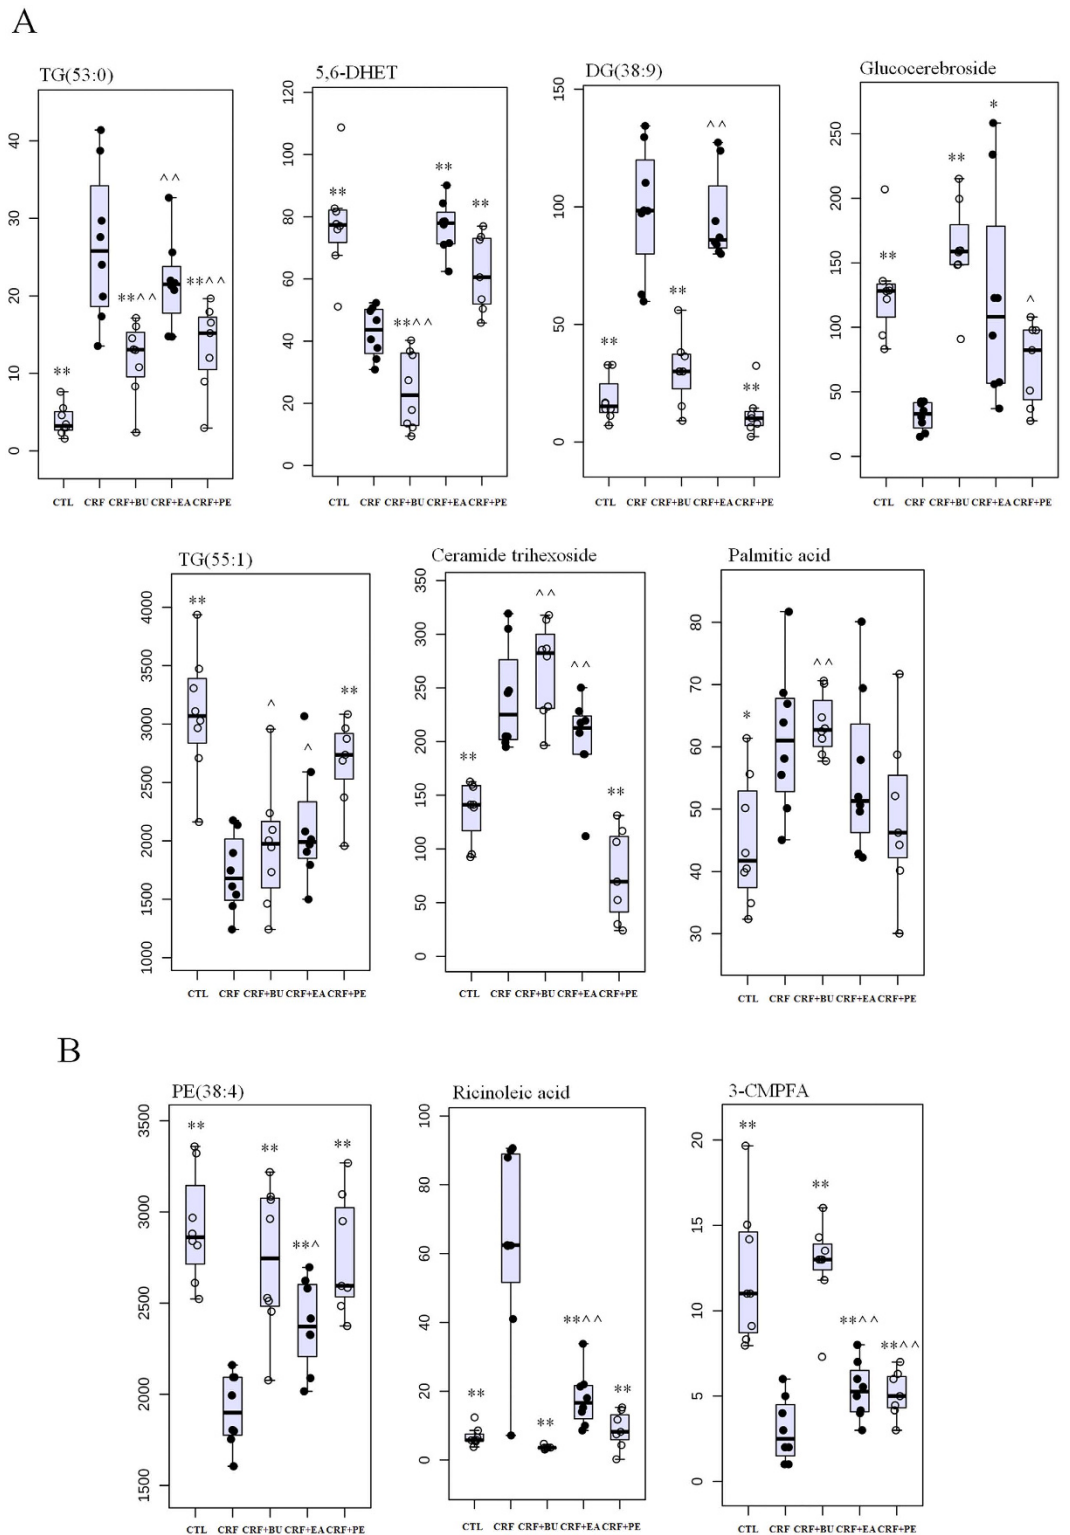 A
TG(53:0)
0 10 20 30 40
** **^^ ^^ **^^
CTL CRF CRF+BU CRF+EA CRF+PE
5,6-DHET
0 20 40 60 80 100 120
** **^^ ** **
CTL CRF CRF+BU CRF+EA CRF+PE
DG(38:9)
0 50 100 150
** ** ^^ **
CTL CRF CRF+BU CRF+EA CRF+PE
Glucocerebroside
0 50 100 150 200 250
** ** * ^
CTL CRF CRF+BU CRF+EA CRF+PE
TG(55:1)
1000 1500 2000 2500 3000 3500 4000
** ^ ^ **
CTL CRF CRF+BU CRF+EA CRF+PE
Ceramide trihexoside
0 50 100 150 200 250 300 350
** ^^ ^^ **
CTL CRF CRF+BU CRF+EA CRF+PE
Palmitic acid
30 40 50 60 70 80
* ^^
CTL CRF CRF+BU CRF+EA CRF+PE
B
PE(38:4)
1500 2000 2500 3000 3500
** ** **^ **
CTL CRF CRF+BU CRF+EA CRF+PE
Ricinoleic acid
0 20 40 60 80 100
** ** **^^ **
CTL CRF CRF+BU CRF+EA CRF+PE
3-CMPFA
0 5 10 15 20
** ** **^^ **^^
CTL CRF CRF+BU CRF+EA CRF+PE